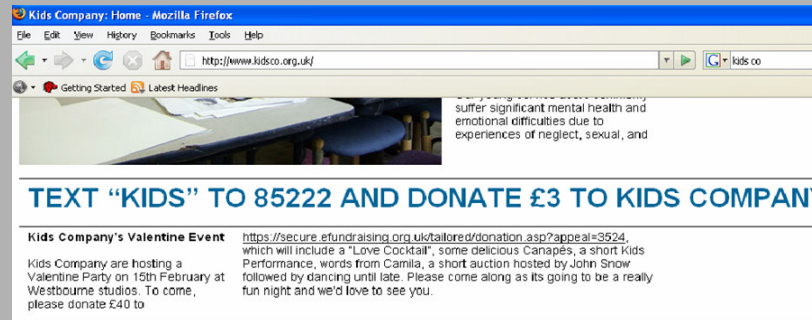 Kids Company: Home - Mozilla Firefox
File Edit View History Bookmarks Tools Help
http://www.kidsco.org.uk/
G kids co
Getting Started Latest Headlines
suffer significant mental health and
emotional difficulties due to
experiences of neglect, sexual, and
TEXT “KIDS” TO 85222 AND DONATE £3 TO KIDS COMPANY
Kids Company's Valentine Event
Kids Company are hosting a
Valentine Party on 15th February at
Westbourne studios. To come,
please donate £40 to
https://secure.efundraising.org.uk/tailored/donation.asp?appeal=3524,
which will include a "Love Cocktail", some delicious Canapés, a short Kids
Performance, words from Camila, a short auction hosted by John Snow
followed by dancing until late. Please come along as its going to be a really
fun night and we'd love to see you.